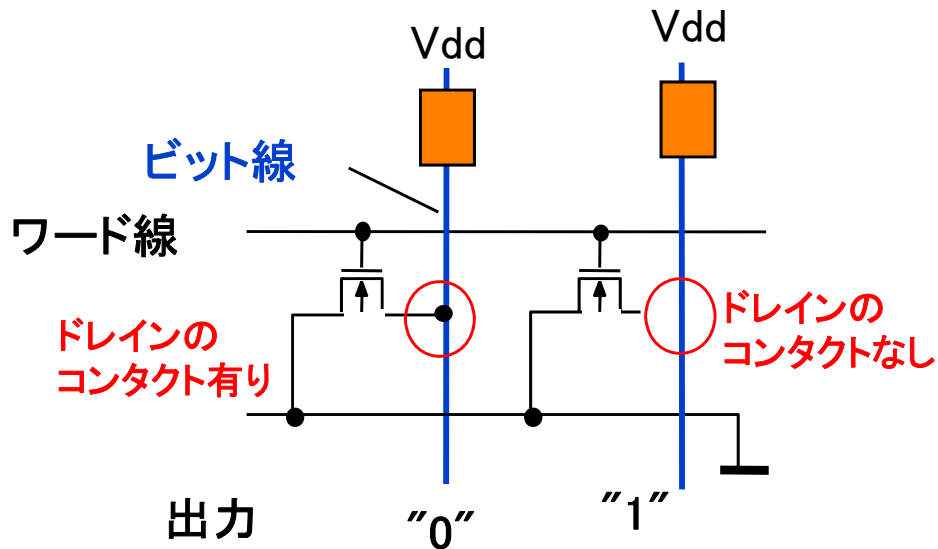 Vdd
Vdd
ビット線
ワード線
ドレインの
コンタクト有り
ドレインの
コンタクトなし
出力
"0"
"1"